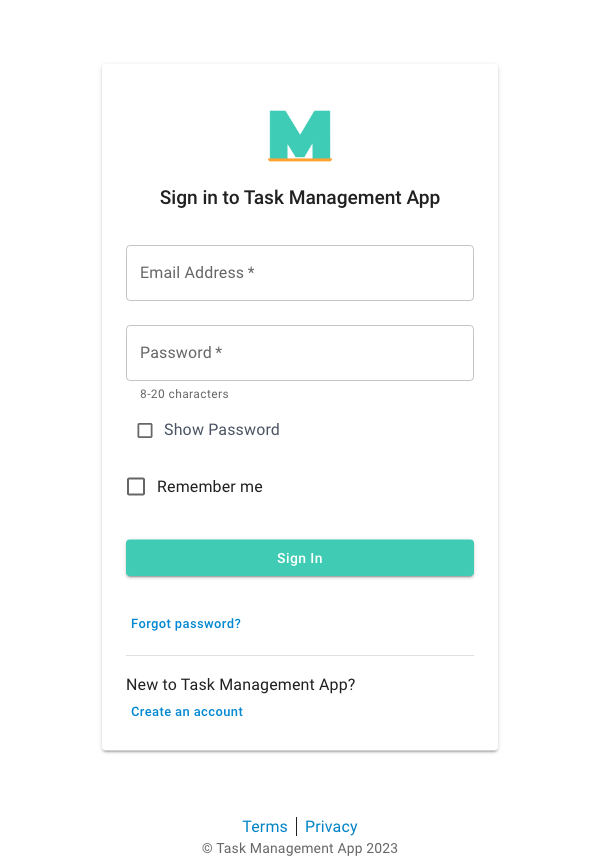 M
Sign in to Task Management App
Email Address *
Password *
8-20 characters
Show Password
Remember me
Sign In
Forgot password?
New to Task Management App?
Create an account
Terms | Privacy
© Task Management App 2023